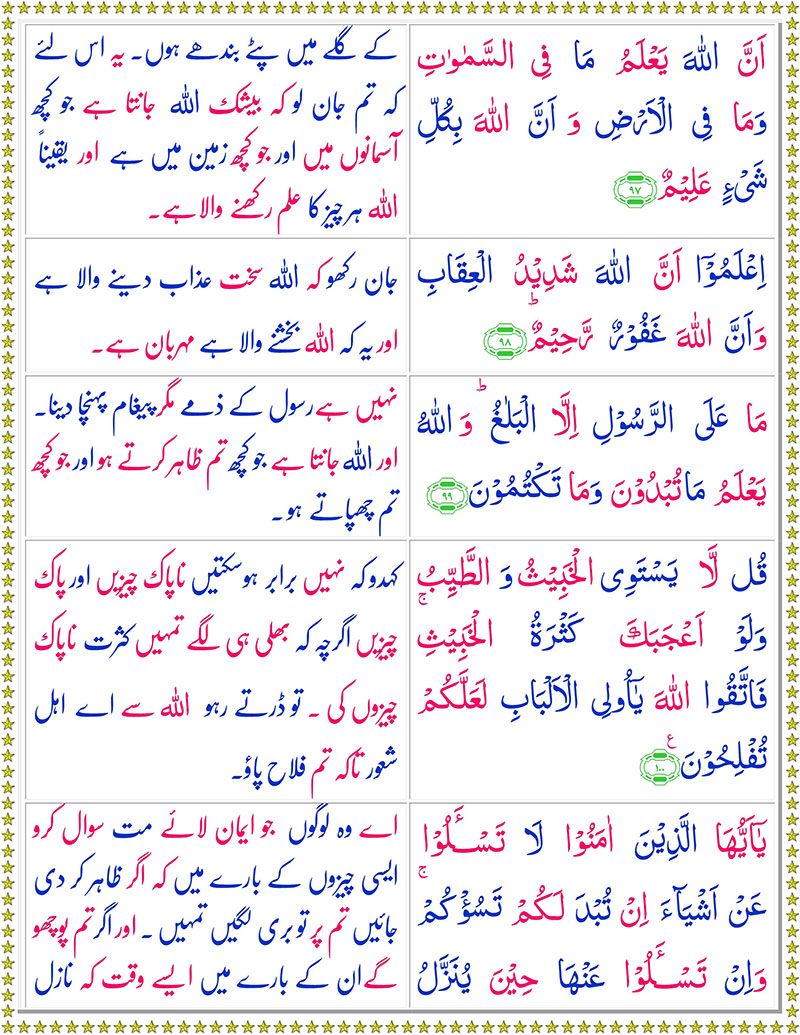 اَنَّ اللّٰهَ يَعْلَمُ مَا فِى السَّمٰوٰتِ
وَمَا فِى الْاَرْضِ وَ اَنَّ اللّٰهَ بِكُلِّ
شَىْءٍ عَلِيْمٌ ﴿۹۷﴾
کے گلے میں پٹے بندھے ہوں۔ یہ اس لئے
کہ تم جان لو کہ بیشک اللہ جانتا ہے جو کچھ
آسمانوں میں اور جو کچھ زمین میں ہے اور یقیناً
اللہ ہر چیز کا علم رکھنے والا ہے۔
اِعْلَمُوْۤا اَنَّ اللّٰهَ شَدِيْدُ الْعِقَابِ
وَاَنَّ اللّٰهَ غَفُوْرٌ رَّحِيْمٌؕ ﴿۹۸﴾
جان رکھو کہ اللہ سخت عذاب دینے والا ہے
اور یہ کہ اللہ بخشنے والا ہے مہربان ہے۔
مَا عَلَى الرَّسُوْلِ اِلَّا الْبَلٰغُؕ وَ اللّٰهُ
يَعْلَمُ مَا تُبْدُوْنَ وَمَا تَكْتُمُوْنَ ﴿۹۹﴾
نہیں ہے رسول کے ذمے مگر پیغام پہنچا دینا۔
اور اللہ جانتا ہے جو کچھ تم ظاہر کرتے ہو اور جو کچھ
تم چھپاتے ہو۔
قُل لَّا يَسْتَوِى الْخَبِيْثُ وَ الطَّيِّبُ
وَلَوْ اَعْجَبَكَ كَثْرَةُ الْخَبِيْثِۚ
فَاتَّقُوا اللّٰهَ يٰۤاُولِى الْاَلْبَابِ لَعَلَّكُمْ
تُفْلِحُوْنَ ﴿۱۰۰﴾ ع
کہدو کہ نہیں برابر ہوسکتیں ناپاک چیزیں اور پاک
چیزیں اگرچہ کہ بھلی ہی لگے تمہیں کثرت ناپاک
چیزوں کی ۔ تو ڈرتے رہو اللہ سے اے اہل
شعور تاکہ تم فلاح پاؤ۔
يٰۤاَيُّهَا الَّذِيْنَ اٰمَنُوْا لَا تَسْــَٔـلُوْا
عَنْ اَشْيَآءَ اِنْ تُبْدَ لَـكُمْ تَسُؤْكُمْۚ
وَاِنْ تَسْــَٔـلُوْا عَنْهَا حِيْنَ يُنَزَّلُ
اے وہ لوگوں جو ایمان لائے مت سوال کرو
ایسی چیزوں کے بارے میں کہ اگر ظاہر کر دی
جائیں تم پر تو بری لگیں تمہیں ۔ اور اگر تم پوچھو
گے ان کے بارے میں ایسے وقت کہ نازل